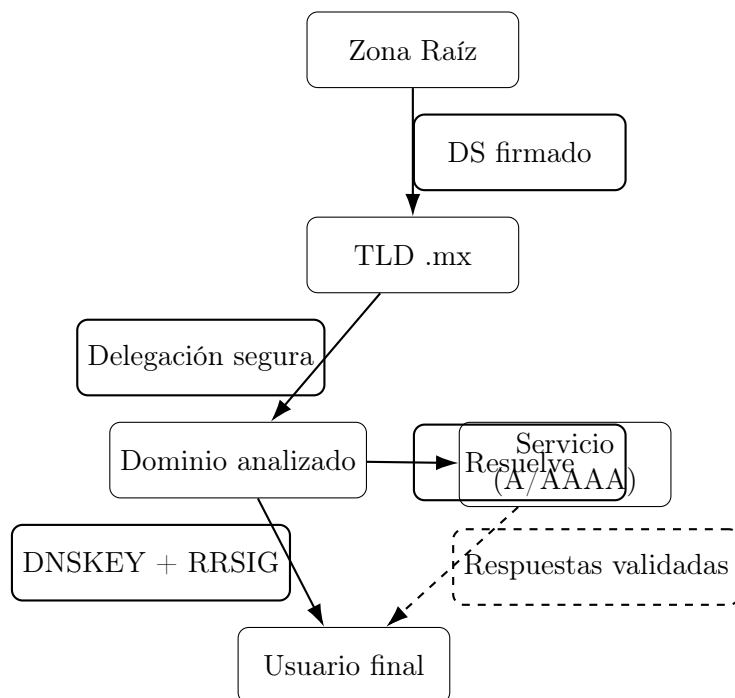 Zona Raíz
DS firmado
TLD .mx
Delegación segura
Dominio analizado
Resuelve
Servicio
(A/AAAA)
DNSKEY + RRSIG
Respuestas validadas
Usuario final